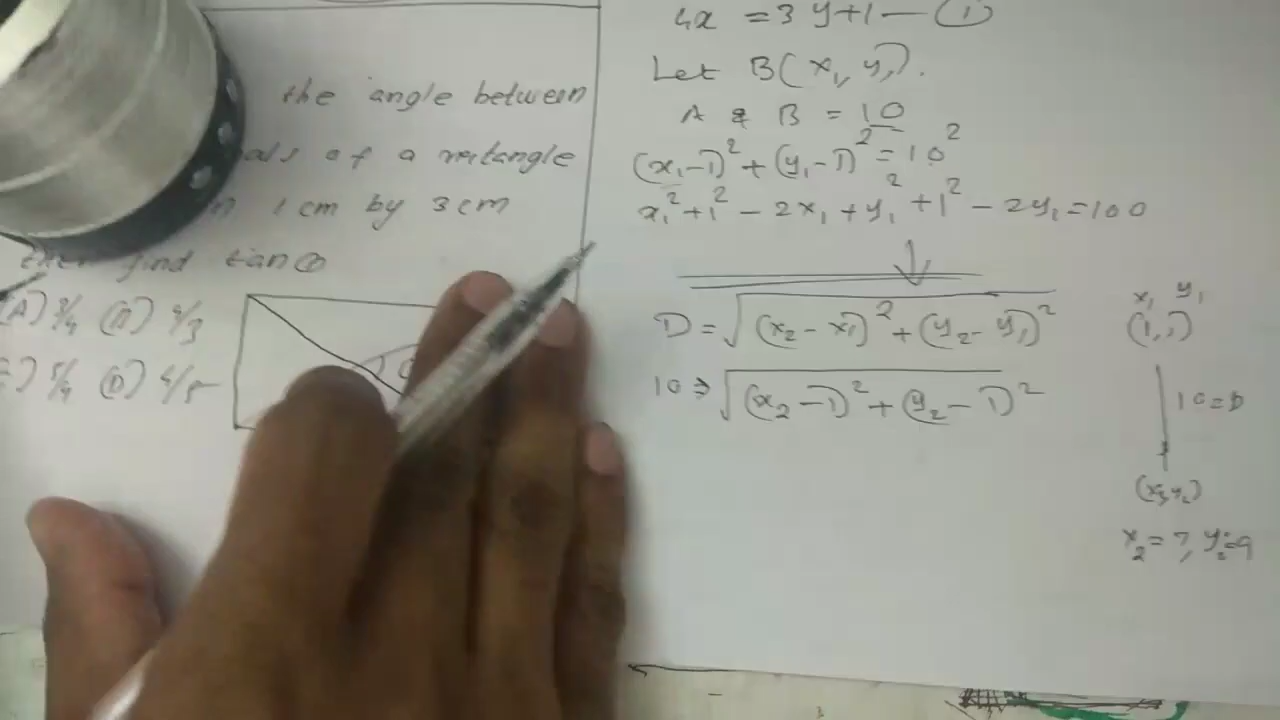 the angle between
of a rectangle
1 cm by 3 cm
then find tanθ
(A) 3/4 (B) 4/3
(D) 4/5
4x = 3y+1 — (1)
Let B(x₁, y₁).
A & B = 10
(x₁-1)² + (y₁-1)² = 10²
x₁² + 1² - 2x₁ + y₁² + 1² - 2y₁ = 100
D = √(x₂ - x₁)² + (y₂ - y₁)²
10 ⇒ √(x₂ - 1)² + (y₂ - 1)²
x₁ y₁
(1,1)
10=D
(x₂,y₂)
x₂ = 7, y₂=9